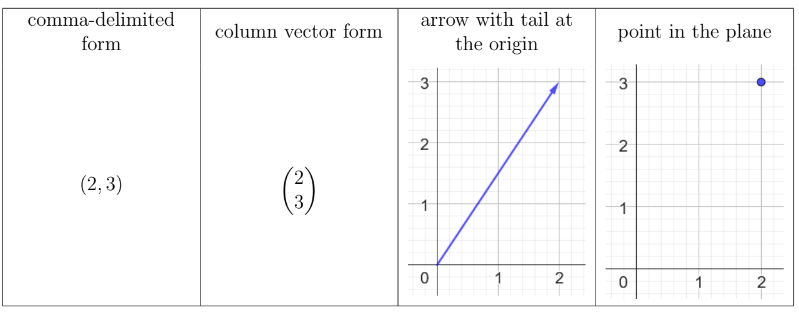 comma-delimited
form
column vector form
arrow with tail at
the origin
point in the plane
(2, 3)
2
3
3
2
1
0
1
2
3
2
1
0
1
2